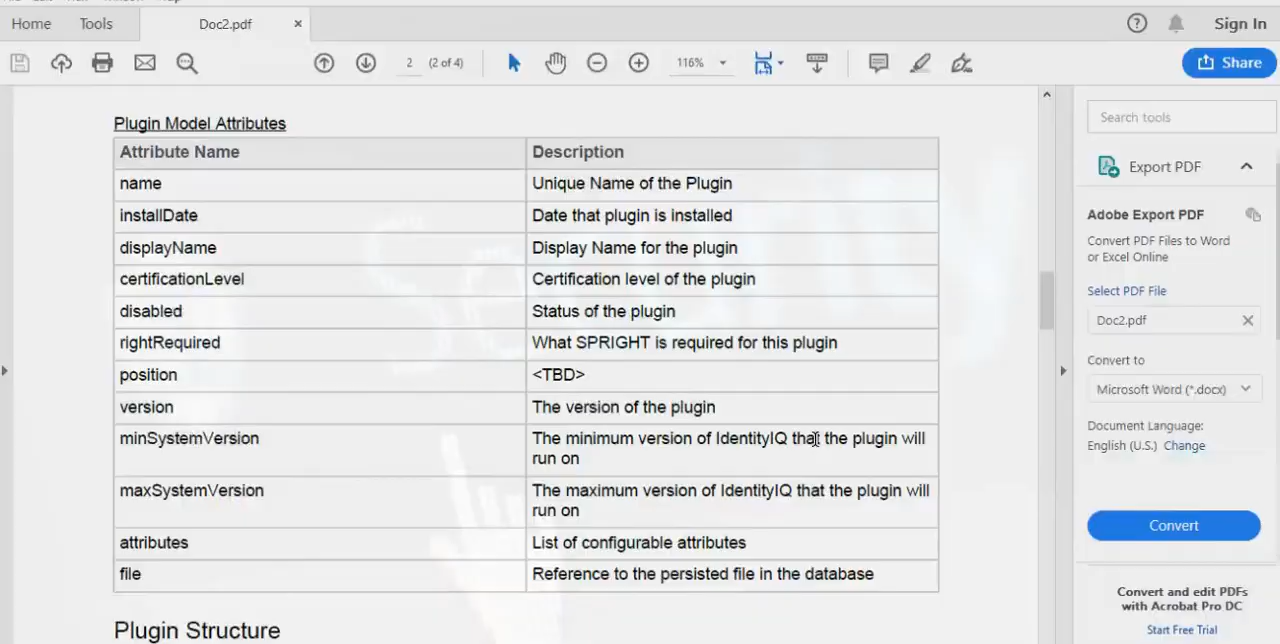 Home Tools Doc2.pdf × Sign In
2 (2 of 4) 116% Share
Plugin Model Attributes
Attribute Name Description
name Unique Name of the Plugin
installDate Date that plugin is installed
displayName Display Name for the plugin
certificationLevel Certification level of the plugin
disabled Status of the plugin
rightRequired What SPRIGHT is required for this plugin
position <TBD>
version The version of the plugin
minSystemVersion The minimum version of IdentityIQ that the plugin will
run on
maxSystemVersion The maximum version of IdentityIQ that the plugin will
run on
attributes List of configurable attributes
file Reference to the persisted file in the database
Plugin Structure
Search tools
Export PDF
Adobe Export PDF
Convert PDF Files to Word
or Excel Online
Select PDF File
Doc2.pdf
Convert to
Microsoft Word (*.docx)
Document Language:
English (U.S.) Change
Convert
Convert and edit PDFs
with Acrobat Pro DC
Start Free Trial